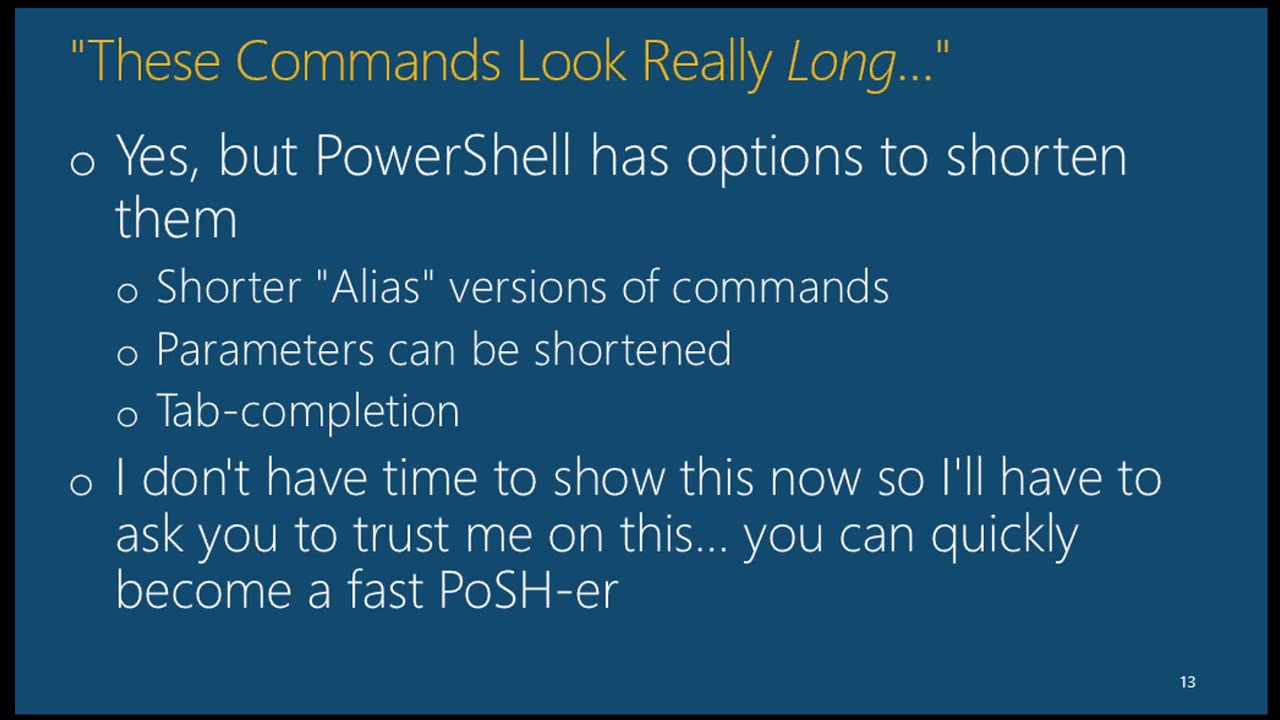 "These Commands Look Really Long..."
o Yes, but PowerShell has options to shorten
them
o Shorter "Alias" versions of commands
o Parameters can be shortened
o Tab-completion
o I don't have time to show this now so I'll have to
ask you to trust me on this... you can quickly
become a fast PoSH-er
13